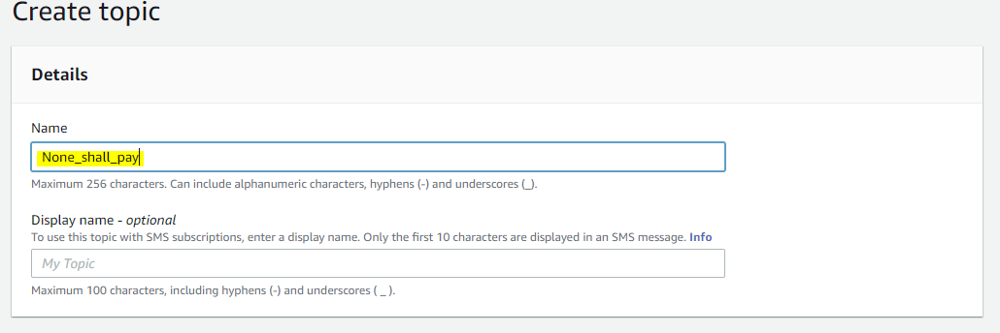 Create topic
Details
Name
None_shall_pay
Maximum 256 characters. Can include alphanumeric characters, hyphens (-) and underscores (_).
Display name - optional
To use this topic with SMS subscriptions, enter a display name. Only the first 10 characters are displayed in an SMS message. Info
My Topic
Maximum 100 characters, including hyphens (-) and underscores ( _ ).